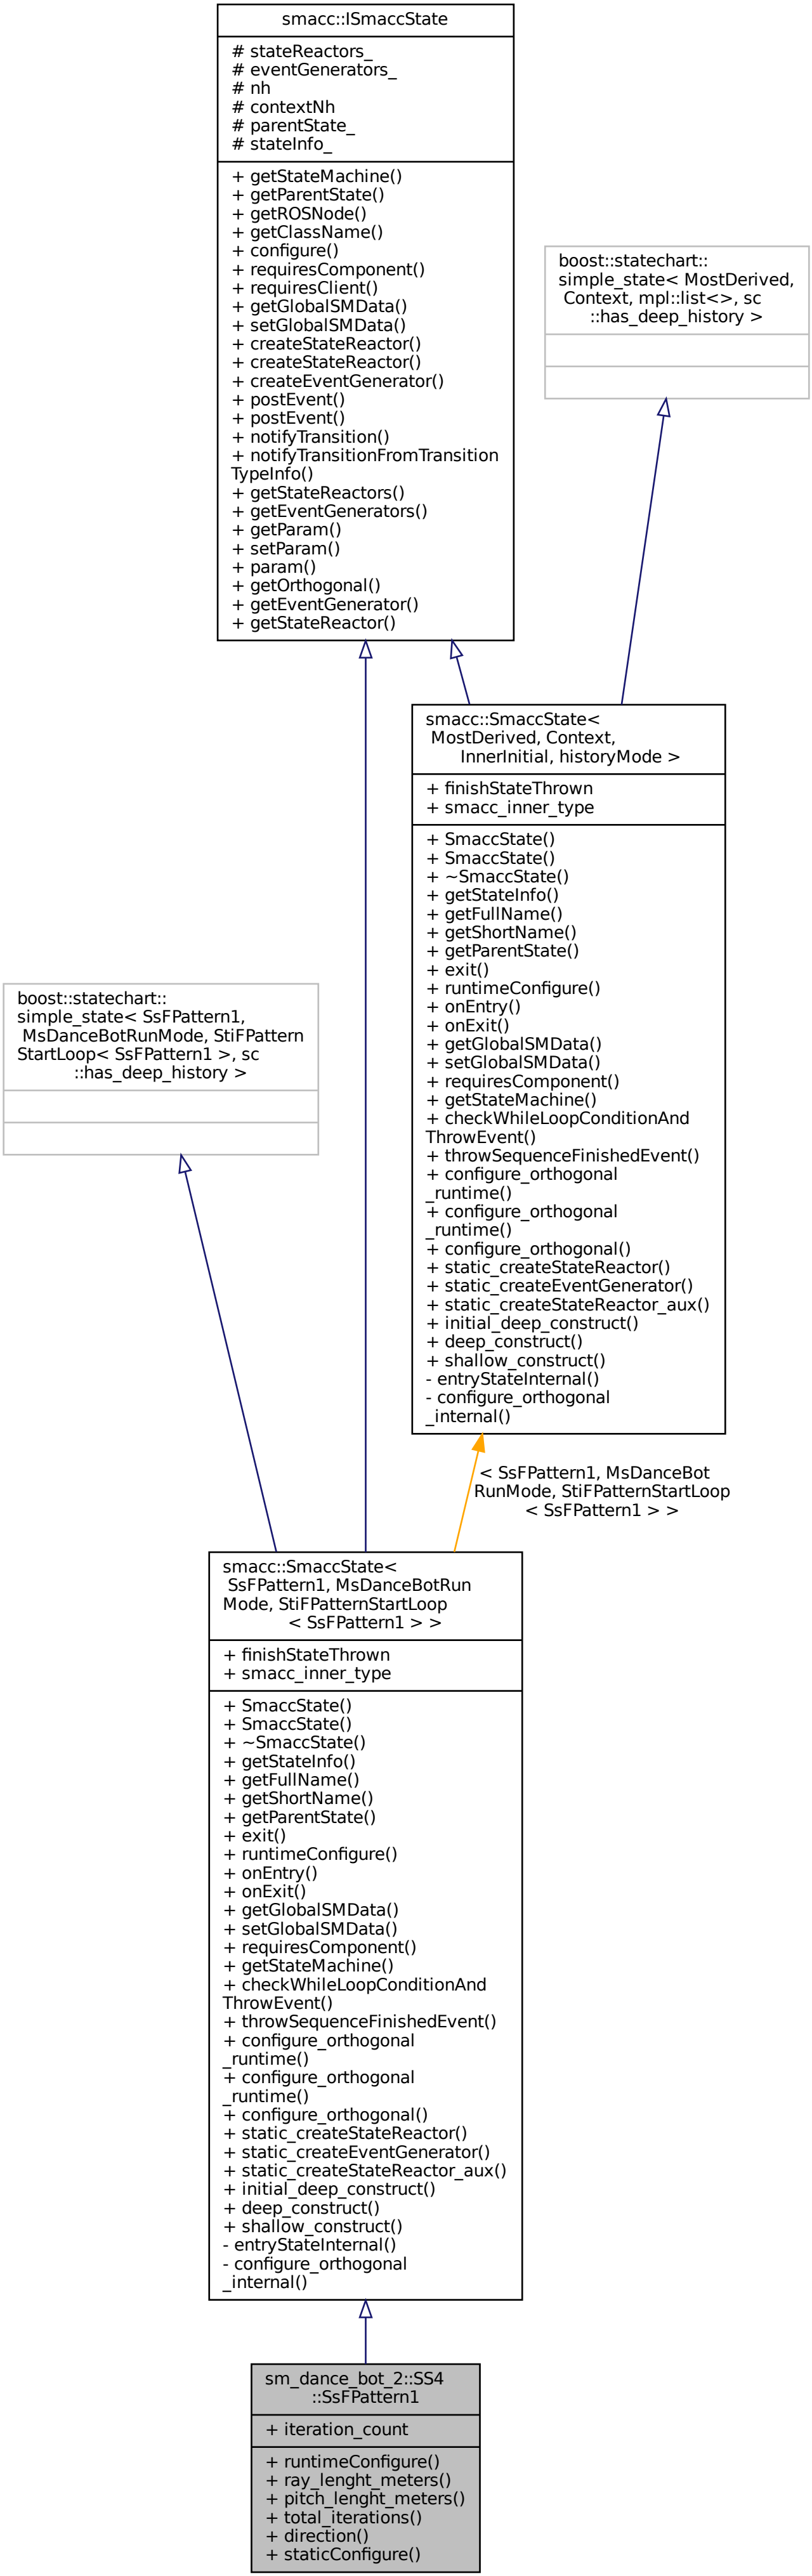 smacc::ISmaccState
# stateReactors_
# eventGenerators_
# nh
# contextNh
# parentState_
# stateInfo_
+ getStateMachine()
+ getParentState()
+ getROSNode()
+ getClassName()
+ configure()
+ requiresComponent()
+ requiresClient()
+ getGlobalSMData()
+ setGlobalSMData()
+ createStateReactor()
+ createStateReactor()
+ createEventGenerator()
+ postEvent()
+ postEvent()
+ notifyTransition()
+ notifyTransitionFromTransition
TypeInfo()
+ getStateReactors()
+ getEventGenerators()
+ getParam()
+ setParam()
+ param()
+ getOrthogonal()
+ getEventGenerator()
+ getStateReactor()
boost::statechart::
simple_state< MostDerived,
Context, mpl::list<>, sc
::has_deep_history >
smacc::SmaccState<
MostDerived, Context,
InnerInitial, historyMode >
+ finishStateThrown
+ smacc_inner_type
+ SmaccState()
+ SmaccState()
+ ~SmaccState()
+ getStateInfo()
+ getFullName()
+ getShortName()
+ getParentState()
+ exit()
+ runtimeConfigure()
+ onEntry()
+ onExit()
+ getGlobalSMData()
+ setGlobalSMData()
+ requiresComponent()
+ getStateMachine()
+ checkWhileLoopConditionAnd
ThrowEvent()
+ throwSequenceFinishedEvent()
+ configure_orthogonal
_runtime()
+ configure_orthogonal
_runtime()
+ configure_orthogonal()
+ static_createStateReactor()
+ static_createEventGenerator()
+ static_createStateReactor_aux()
+ initial_deep_construct()
+ deep_construct()
+ shallow_construct()
- entryStateInternal()
- configure_orthogonal
_internal()
boost::statechart::
simple_state< SsFPattern1,
MsDanceBotRunMode, StiFPattern
StartLoop< SsFPattern1 >, sc
::has_deep_history >
< SsFPattern1, MsDanceBot
RunMode, StiFPatternStartLoop
< SsFPattern1 > >
smacc::SmaccState<
SsFPattern1, MsDanceBotRun
Mode, StiFPatternStartLoop
< SsFPattern1 > >
+ finishStateThrown
+ smacc_inner_type
+ SmaccState()
+ SmaccState()
+ ~SmaccState()
+ getStateInfo()
+ getFullName()
+ getShortName()
+ getParentState()
+ exit()
+ runtimeConfigure()
+ onEntry()
+ onExit()
+ getGlobalSMData()
+ setGlobalSMData()
+ requiresComponent()
+ getStateMachine()
+ checkWhileLoopConditionAnd
ThrowEvent()
+ throwSequenceFinishedEvent()
+ configure_orthogonal
_runtime()
+ configure_orthogonal
_runtime()
+ configure_orthogonal()
+ static_createStateReactor()
+ static_createEventGenerator()
+ static_createStateReactor_aux()
+ initial_deep_construct()
+ deep_construct()
+ shallow_construct()
- entryStateInternal()
- configure_orthogonal
_internal()
sm_dance_bot_2::SS4
::SsFPattern1
+ iteration_count
+ runtimeConfigure()
+ ray_lenght_meters()
+ pitch_lenght_meters()
+ total_iterations()
+ direction()
+ staticConfigure()